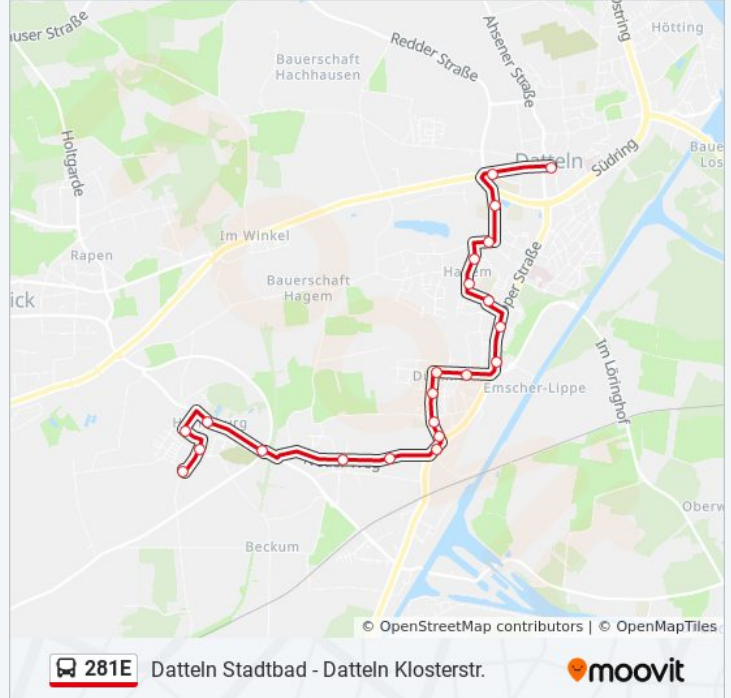 Hötting
Ahsener Straße
Redder Straße
Bauerschaft
Hachhausen
Holtgarde
Datteln
Südring
Im Winkel
Rapen
Bauerschaft
Hagem
Im Löringhof
Emscher-Lippe
Beckum
© OpenStreetMap contributors | © OpenMapTiles
281E Datteln Stadtbad - Datteln Klosterstr. moovit